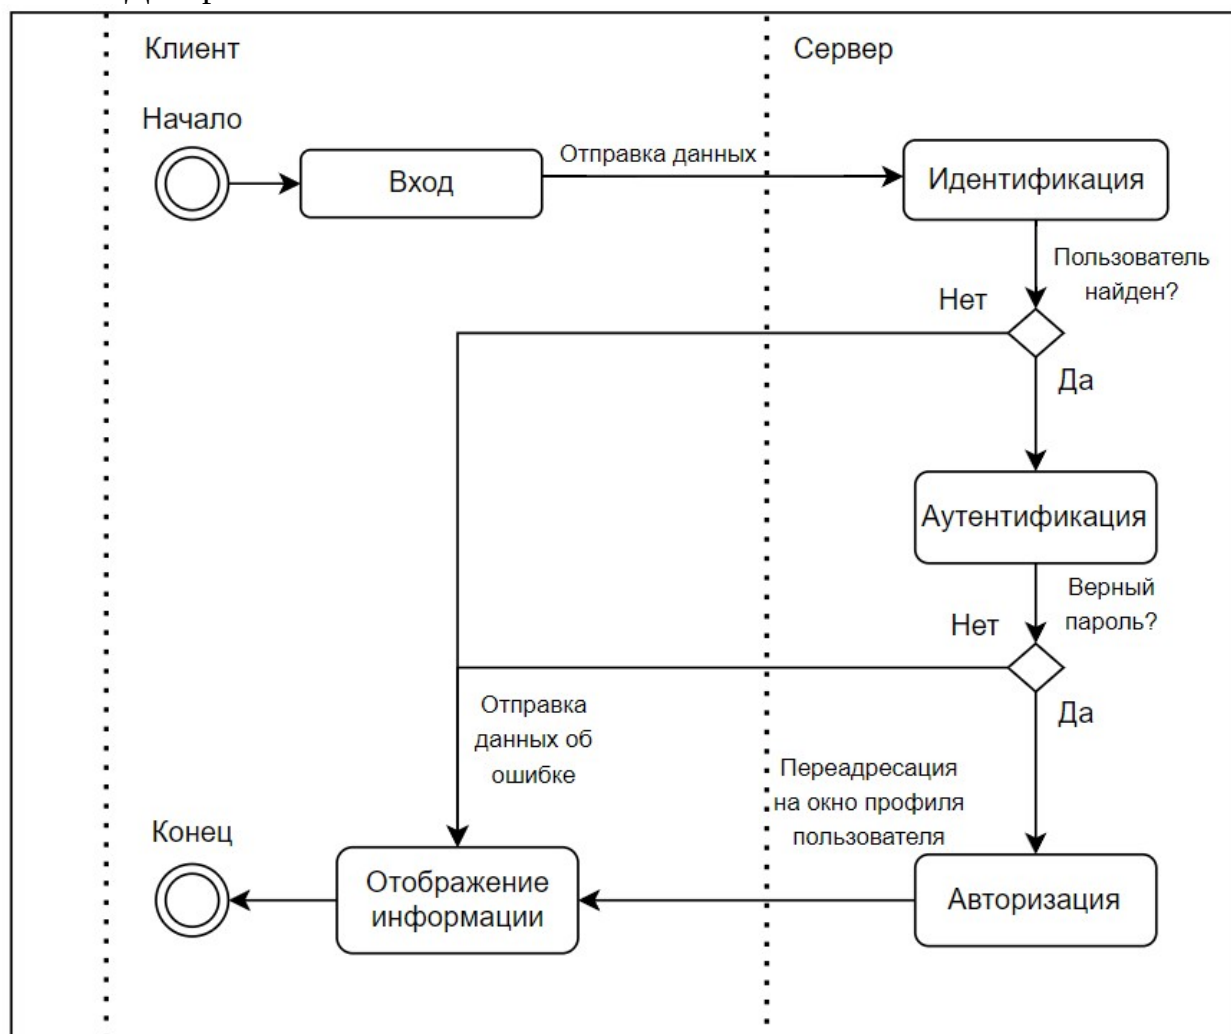 Клиент
Сервер
Начало
Вход
Отправка данных
Идентификация
Пользователь
найден?
Нет
Да
Аутентификация
Верный
пароль?
Нет
Да
Отправка
данных об
ошибке
Переадресация
на окно профиля
пользователя
Конец
Отображение
информации
Авторизация